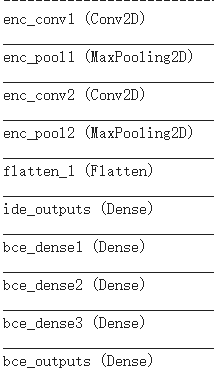 enc_conv1 (Conv2D)
enc_pool1 (MaxPooling2D)
enc_conv2 (Conv2D)
enc_pool2 (MaxPooling2D)
flatten_1 (Flatten)
ide_outputs (Dense)
bce_dense1 (Dense)
bce_dense2 (Dense)
bce_dense3 (Dense)
bce_outputs (Dense)